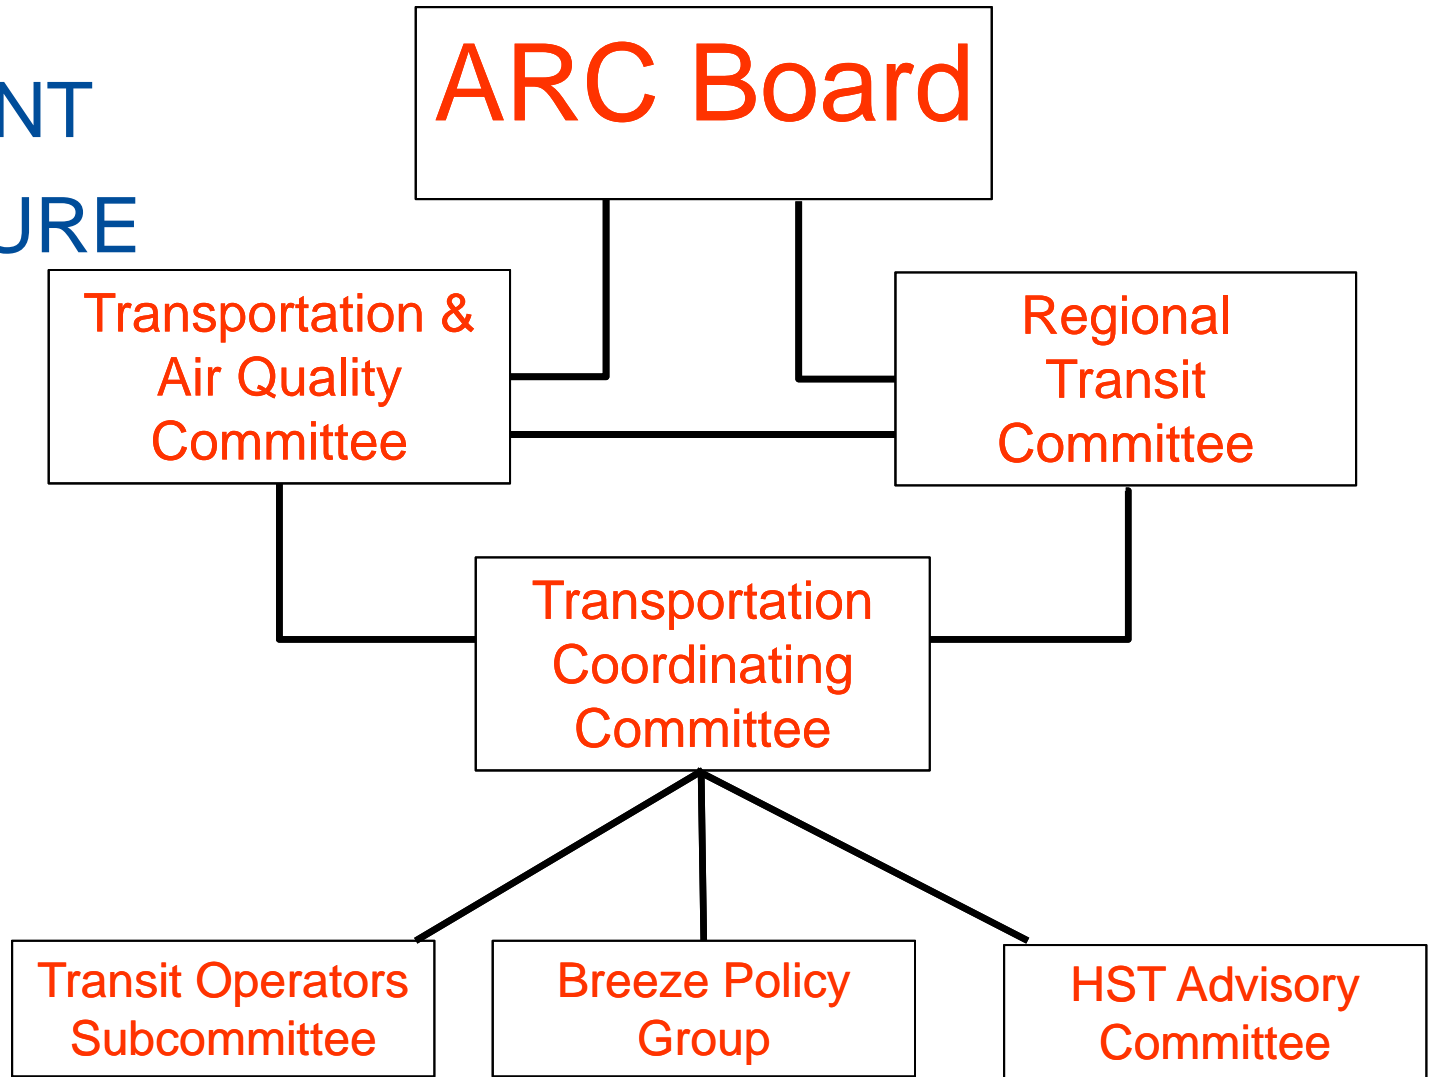 NT
URE
ARC Board
Transportation &
Air Quality
Committee
Regional
Transit
Committee
Transportation
Coordinating
Committee
Transit Operators
Subcommittee
Breeze Policy
Group
HST Advisory
Committee